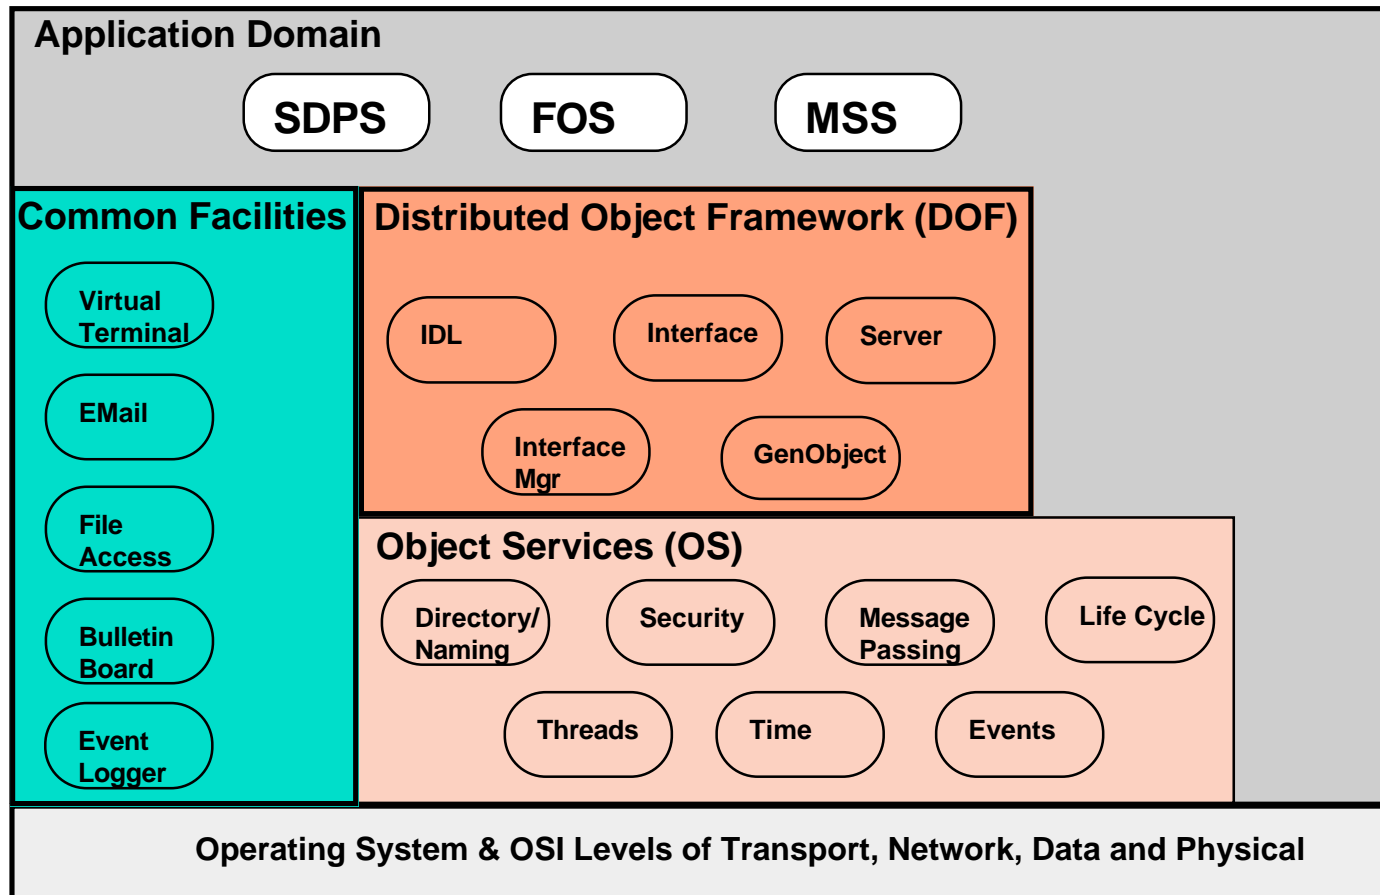 Application Domain
SDPS
FOS
MSS
Common Facilities
Virtual
Terminal
EMail
File
Access
Bulletin
Board
Event
Logger
Distributed Object Framework (DOF)
IDL
Interface
Server
Interface
Mgr
GenObject
Object Services (OS)
Directory/
Naming
Security
Message
Passing
Life Cycle
Threads
Time
Events
Operating System & OSI Levels of Transport, Network, Data and Physical